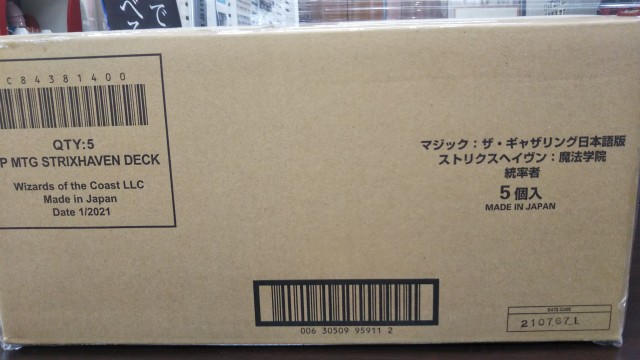 で
べ
C84381400
QTY:5
P MTG STRIXHAVEN DECK
Wizards of the Coast LLC
Made in Japan
Date 1/2021
マジック：ザ・ギャザリング日本語版
ストリクスヘイヴン：魔法学院
統率者
5個入
MADE IN JAPAN
006 30509 95911 2
DATE CODE
210767L